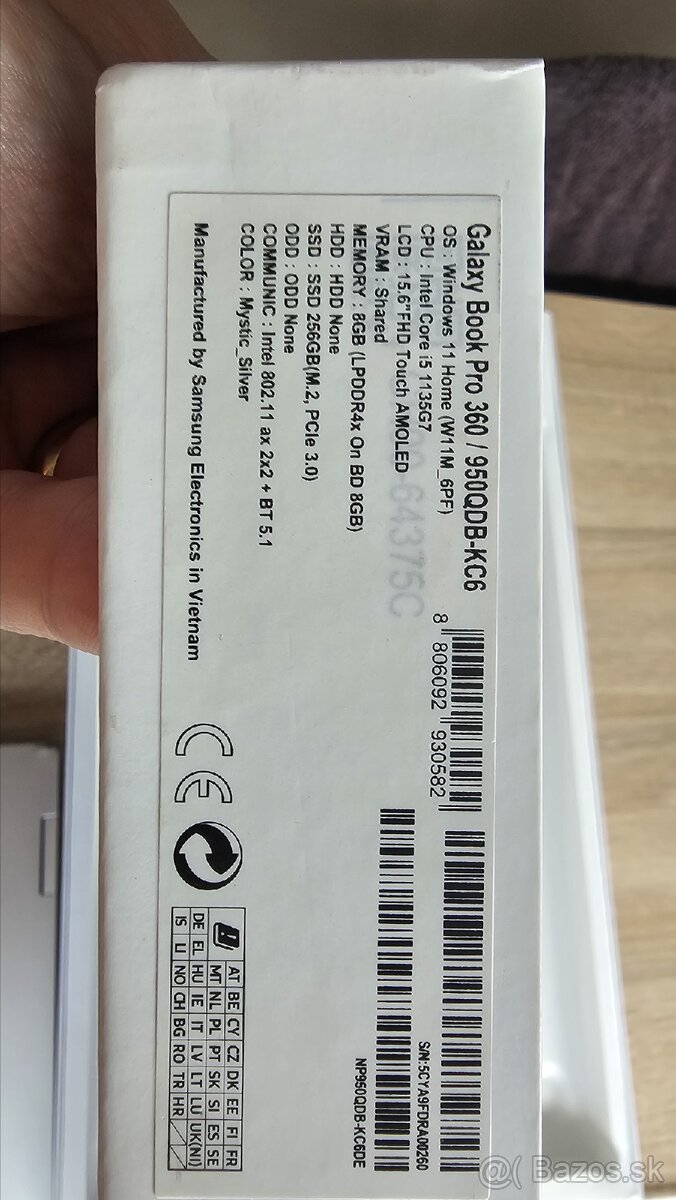 Galaxy Book Pro 360 / 950QDB-KC6
OS : Windows 11 Home (W11M_6PF)
CPU : Intel Core i5 1135G7
LCD : 15.6"FHD Touch AMOLED
VRAM : Shared
MEMORY : 8GB (LPDDR4x On BD 8GB)
HDD : HDD None
SSD : SSD 256GB(M.2, PCIe 3.0)
ODD : ODD None
COMMUNIC : Intel 802.11 ax 2x2 + BT 5.1
COLOR : Mystic_Silver
Manufactured by Samsung Electronics in Vietnam
64375C
8 806092 930582
S/N:5CYA9FDRA00260
NP950QDB-KC6DE
CE
AT BE CY CZ DK EE FI FR
MT NL PL PT SK SI ES SE
DE EL HU IE IT LV LT LU UK(NI)
IS LI NO CH BG RO TR HR
@( Bazos.sk